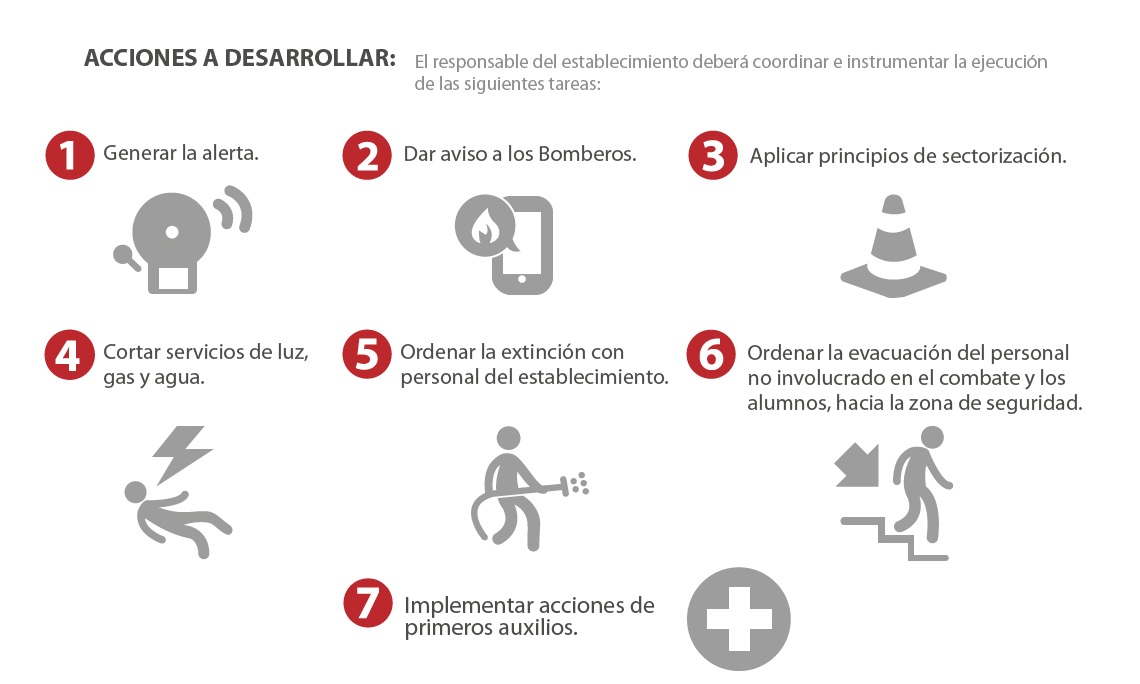 ACCIONES A DESARROLLAR:
El responsable del establecimiento deberá coordinar e instrumentar la ejecución
de las siguientes tareas:
1 Generar la alerta.
2 Dar aviso a los Bomberos.
3 Aplicar principios de sectorización.
4 Cortar servicios de luz,
gas y agua.
5 Ordenar la extinción con
personal del establecimiento.
6 Ordenar la evacuación del personal
no involucrado en el combate y los
alumnos, hacia la zona de seguridad.
7 Implementar acciones de
primeros auxilios.